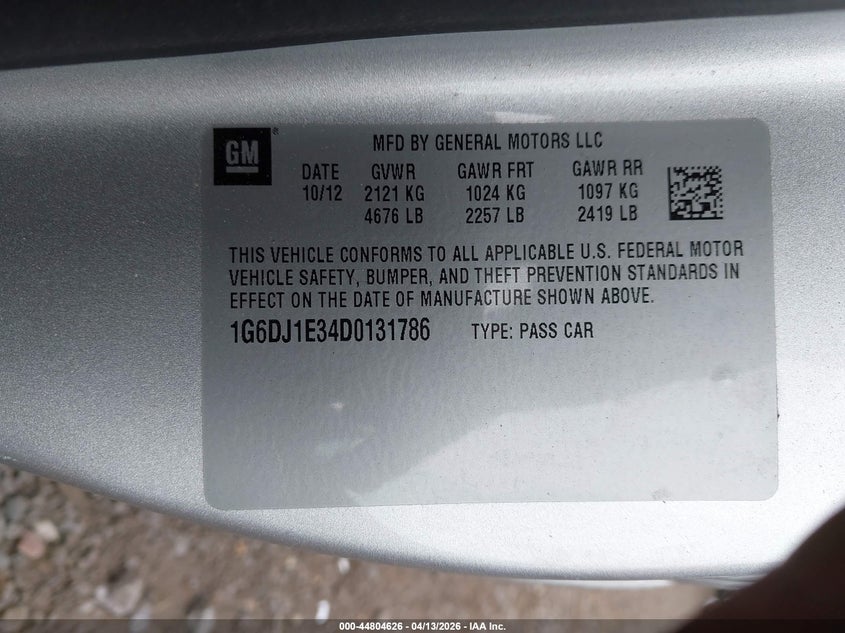 GM®
MFD BY GENERAL MOTORS LLC
DATE GVWR GAWR FRT GAWR RR
10/12 2121 KG 1024 KG 1097 KG
4676 LB 2257 LB 2419 LB
THIS VEHICLE CONFORMS TO ALL APPLICABLE U.S. FEDERAL MOTOR
VEHICLE SAFETY, BUMPER, AND THEFT PREVENTION STANDARDS IN
EFFECT ON THE DATE OF MANUFACTURE SHOWN ABOVE.
1G6DJ1E34D0131786 TYPE: PASS CAR
000-44804626 - 04/13/2026 - IAA Inc.